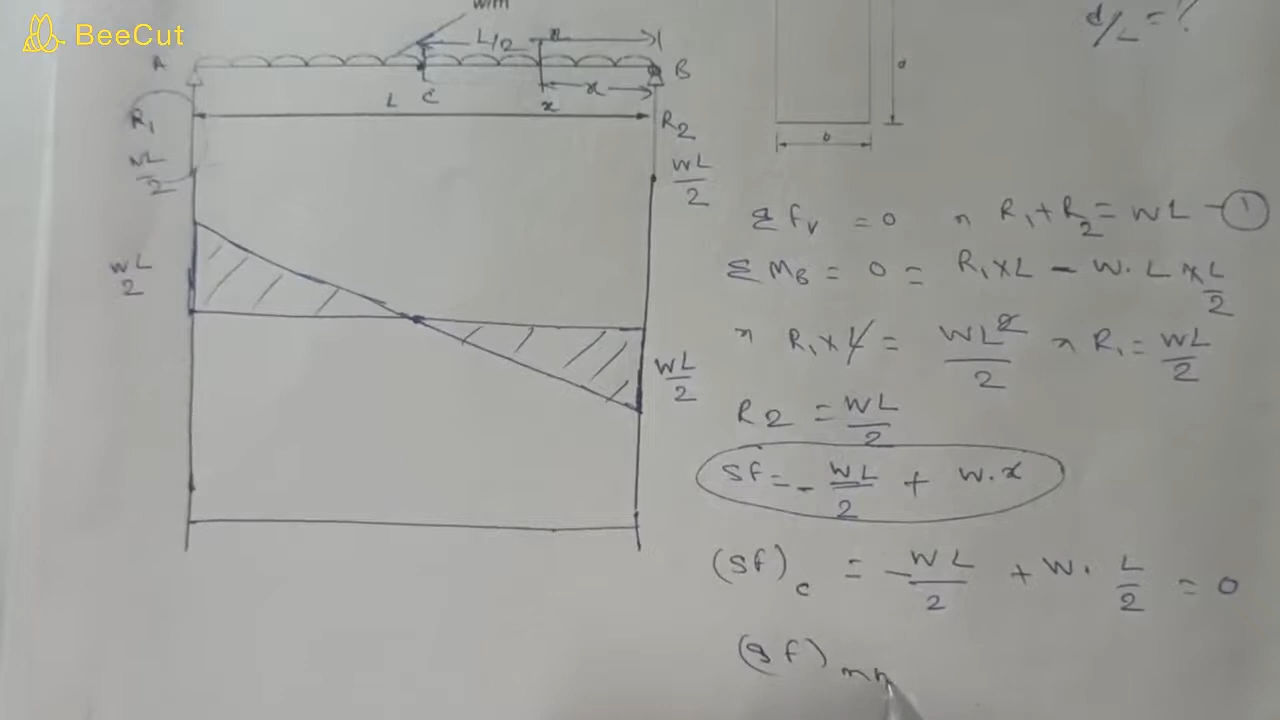 BeeCut
w/m
d/L = ?
L/2
A
B
x
L
C
x
d
R₁
R₂
b
WL/2
WL/2
Σfv = 0 R₁ + R₂ = WL — ①
WL/2
ΣMB = 0 = R₁×L − W·L × L/2
R₁ × L = WL²/2 R₁ = WL/2
WL/2
R2 = WL/2
SF = − WL/2 + W·x
(SF)c = − WL/2 + W· L/2 = 0
(SF)m